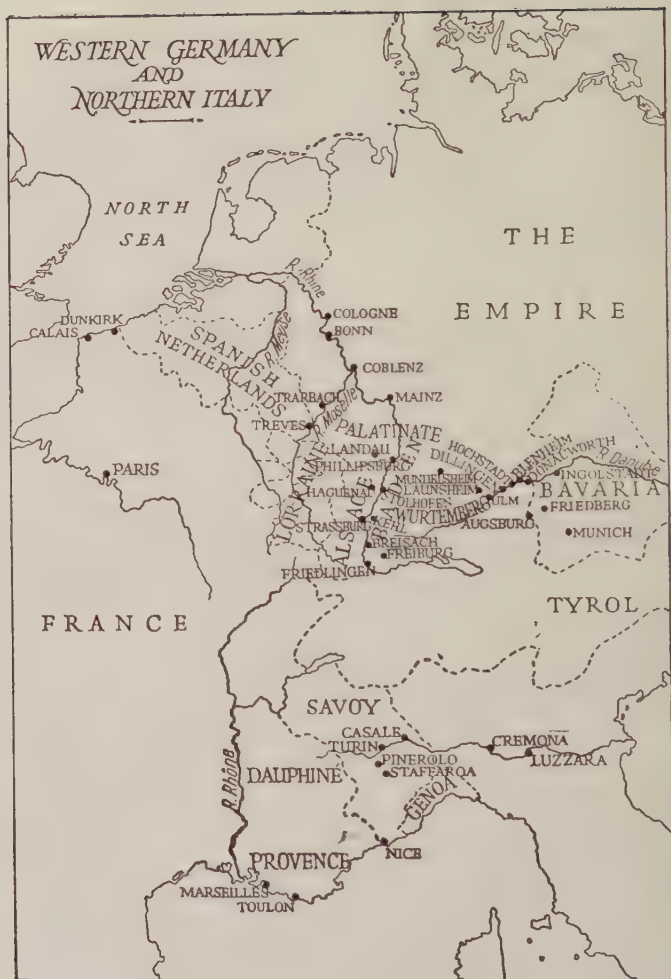 WESTERN GERMANY
AND
NORTHERN ITALY
NORTH
SEA
THE
EMPIRE
R. Rhine
COLOGNE
BONN
DUNKIRK
CALAIS
SPANISH
NETHERLANDS
R. Meuse
COBLENZ
TRARBACH
R. Moselle
MAINZ
TREVES
PALATINATE
LANDAU
PHILLIPSBURG
PARIS
LORRAINE
HAGUENAU
ALSACE
BADEN
HOCHSTADT
DILLINGEN
BLENHEIM
DONAUWORTH
R. Danube
MUNDELSHEIM
LAUNSHEIM
INGOLSTADT
BAVARIA
STOLHOFEN
ULM
WURTEMBERG
FRIEDBERG
STRASSBURG
KEHL
AUGSBURG
MUNICH
BREISACH
FREIBURG
FRIEDLINGEN
FRANCE
TYROL
SAVOY
CASALE
TURIN
CREMONA
LUZZARA
PINEROLO
STAFFARDA
DAUPHINÉ
R. Rhône
GENOA
NICE
PROVENCE
MARSEILLES
TOULON